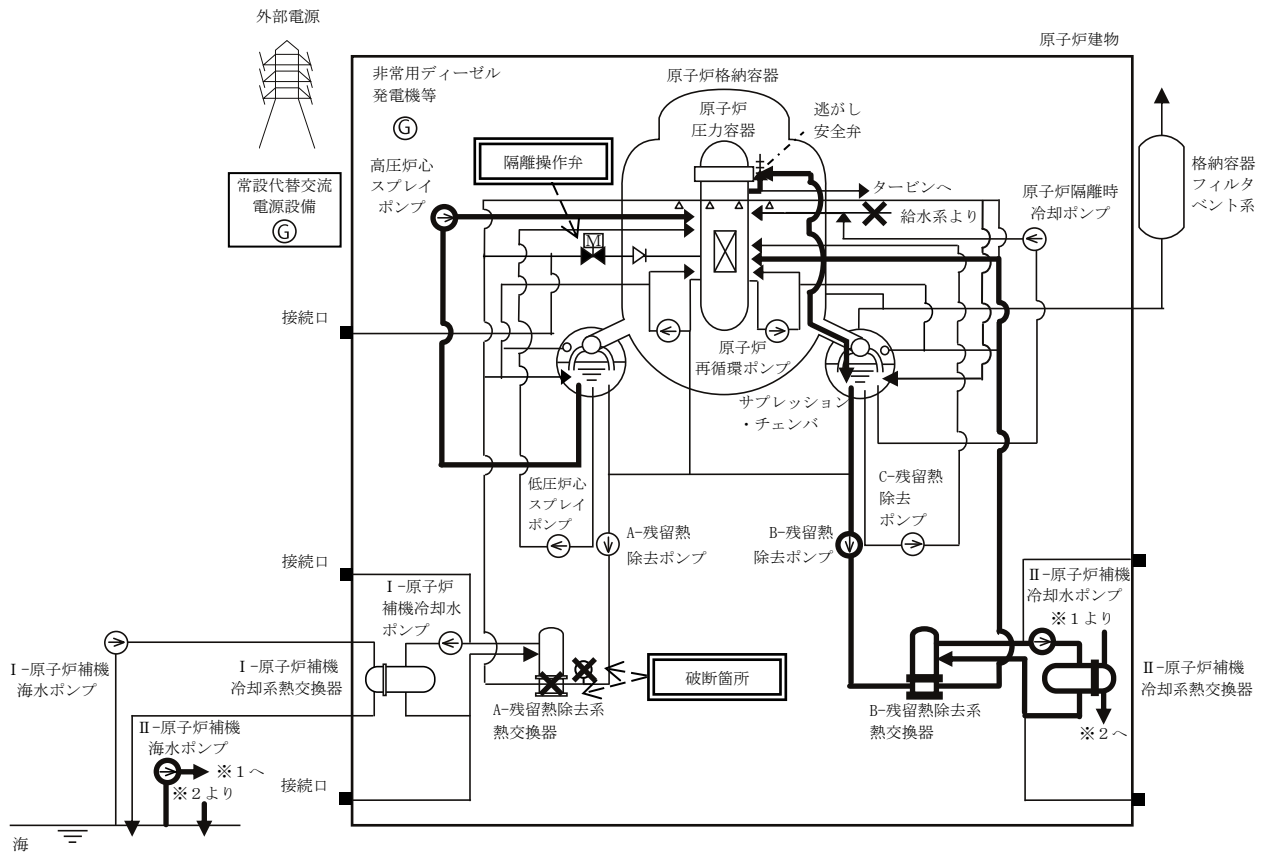 外部電源
原子炉建物
非常用ディーゼル
発電機等
G
原子炉格納容器
原子炉
圧力容器
逃がし
安全弁
隔離操作弁
高圧炉心
スプレイ
ポンプ
常設代替交流
電源設備
G
M
タービンへ
給水系より
原子炉隔離時
冷却ポンプ
格納容器
フィルタ
ベント系
接続口
原子炉
再循環ポンプ
サプレッション
・チェンバ
低圧炉心
スプレイ
ポンプ
A-残留熱
除去ポンプ
B-残留熱
除去ポンプ
C-残留熱
除去
ポンプ
接続口
Ⅰ-原子炉
補機冷却水
ポンプ
Ⅱ-原子炉補機
冷却水ポンプ
※1より
Ⅰ-原子炉補機
海水ポンプ
Ⅰ-原子炉補機
冷却系熱交換器
破断箇所
Ⅱ-原子炉補機
冷却系熱交換器
A-残留熱除去系
熱交換器
B-残留熱除去系
熱交換器
※2へ
Ⅱ-原子炉補機
海水ポンプ
※1へ
※2より
接続口
海